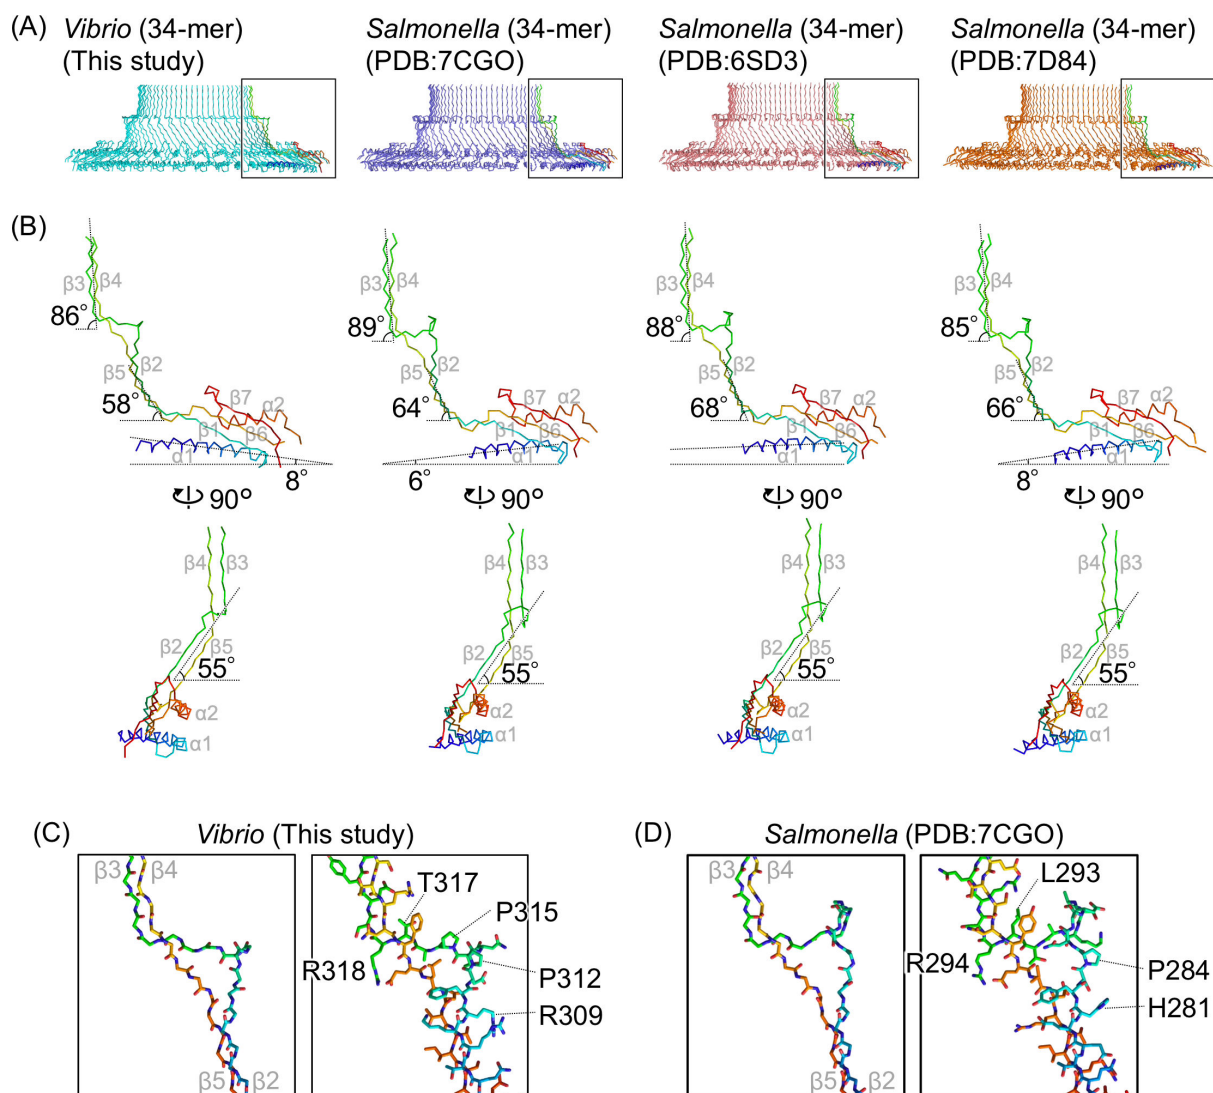 (A) Vibrio (34-mer) Salmonella (34-mer) Salmonella (34-mer) Salmonella (34-mer)
(This study) (PDB:7CGO) (PDB:6SD3) (PDB:7D84)
(B)
β3 β4 β3 β4 β3 β4 β3 β4
86° 89° 88° 85°
β5 β2 β5 β2 β5 β2 β5 β2
58° β7 α2 64° β7 α2 68° β7 α2 66° β7 α2
β1 β6 β1 β6 β1 β6 β1 β6
α1 α1 α1 α1
8° 6° 8°
90° 90° 90° 90°
β4 β3 β4 β3 β4 β3 β4 β3
β2 β5 β2 β5 β2 β5 β2 β5
55° 55° 55° 55°
α2 α2 α2 α2
α1 α1 α1 α1
(C) Vibrio (This study) (D) Salmonella (PDB:7CGO)
β3 β4 T317 β3 β4 L293
P315
R318 P312 R294 P284
R309 H281
β5 β2 β5 β2